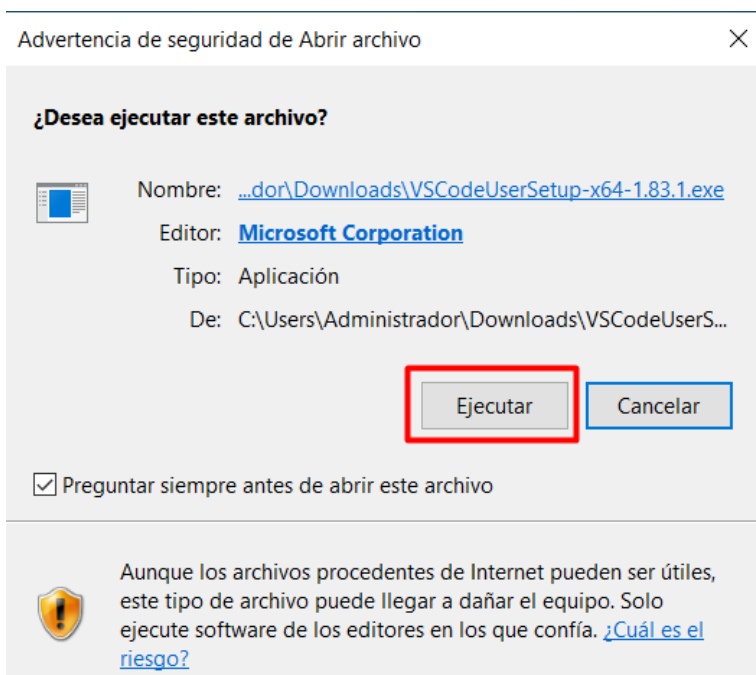 Advertencia de seguridad de Abrir archivo
¿Desea ejecutar este archivo?
Nombre: ...dor\Downloads\VSCodeUserSetup-x64-1.83.1.exe
Editor: Microsoft Corporation
Tipo: Aplicación
De: C:\Users\Administrador\Downloads\VSCodeUserS...
Ejecutar Cancelar
Preguntar siempre antes de abrir este archivo
Aunque los archivos procedentes de Internet pueden ser útiles,
este tipo de archivo puede llegar a dañar el equipo. Solo
ejecute software de los editores en los que confía. ¿Cuál es el
riesgo?